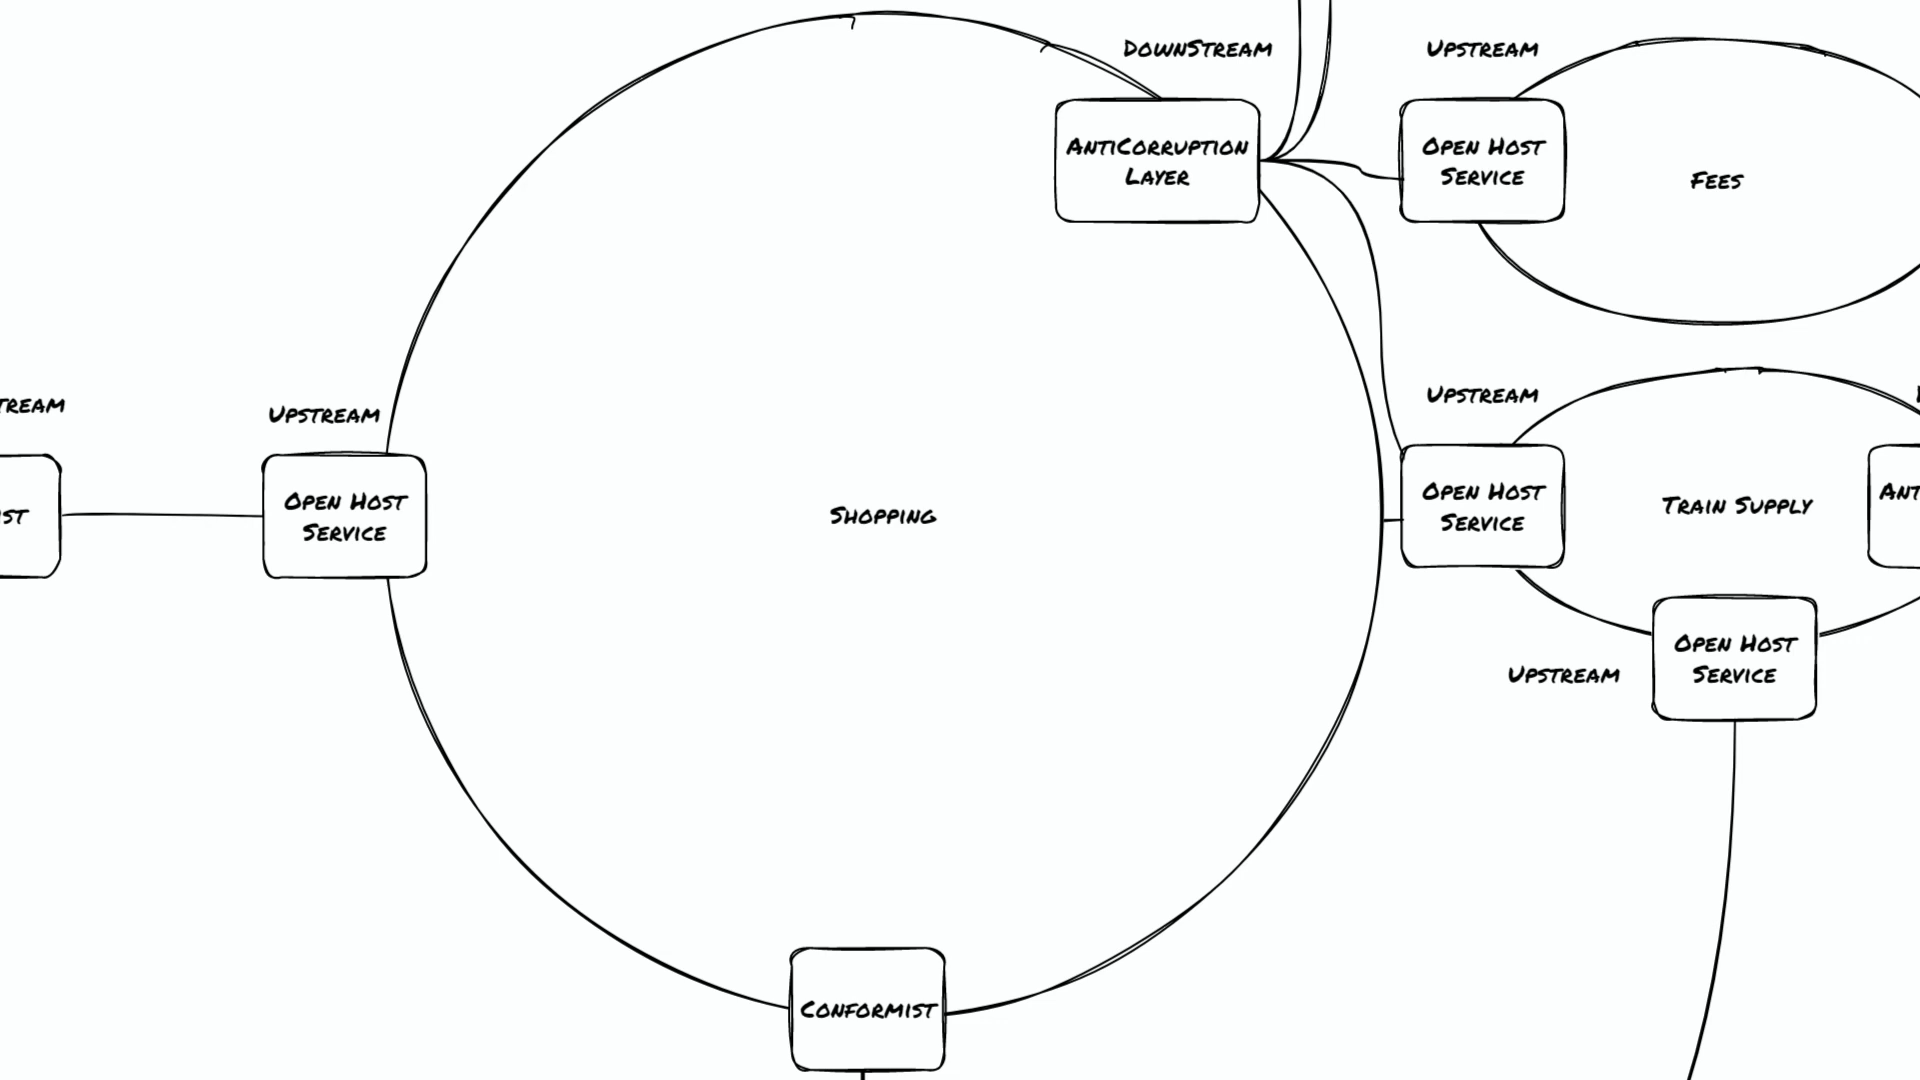 DownStream
Upstream
AntiCorruption
Layer
Open Host
Service
Fees
Upstream
Upstream
Open Host
Service
Shopping
Open Host
Service
Train Supply
Open Host
Service
Upstream
Conformist